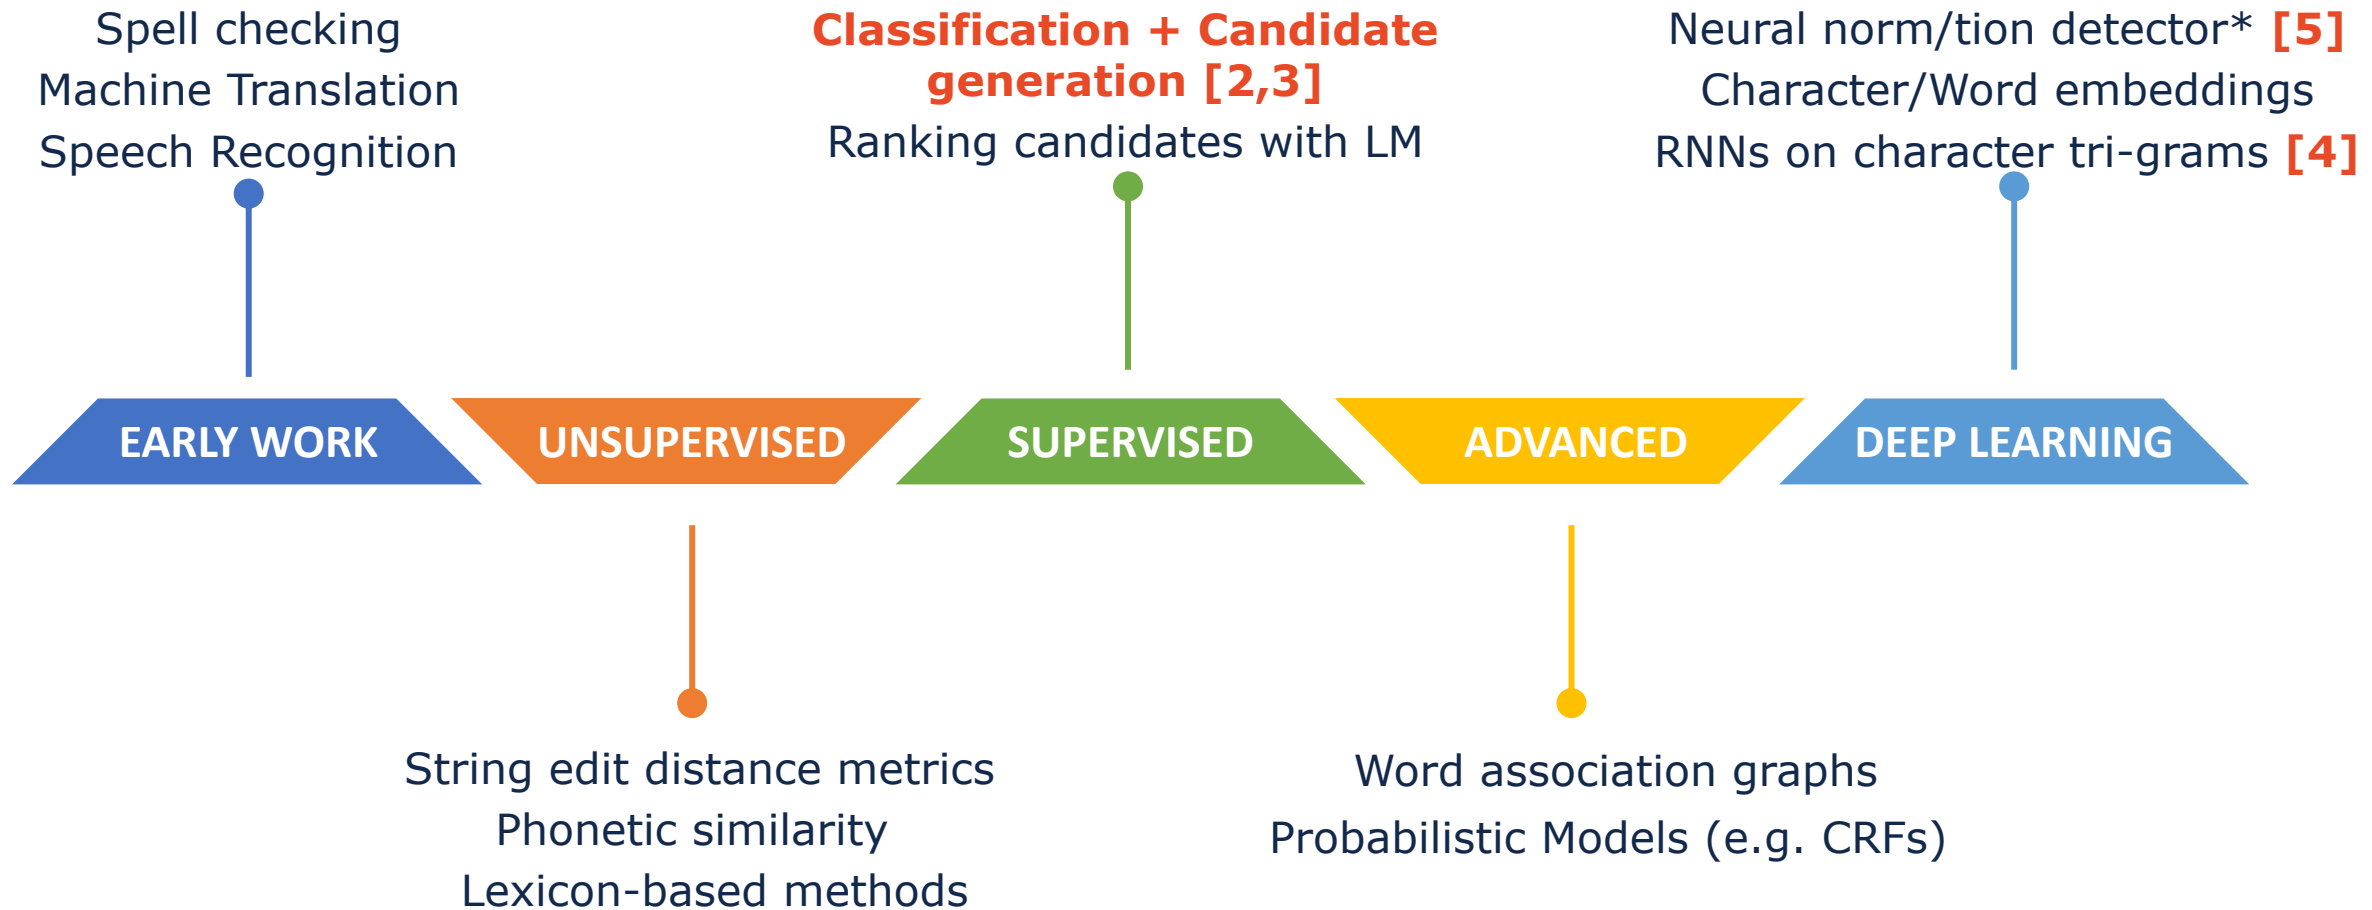 Spell checking
Machine Translation
Speech Recognition
Classification + Candidate
generation [2,3]
Ranking candidates with LM
Neural norm/tion detector* [5]
Character/Word embeddings
RNNs on character tri-grams [4]
EARLY WORK
UNSUPERVISED
SUPERVISED
ADVANCED
DEEP LEARNING
String edit distance metrics
Phonetic similarity
Lexicon-based methods
Word association graphs
Probabilistic Models (e.g. CRFs)